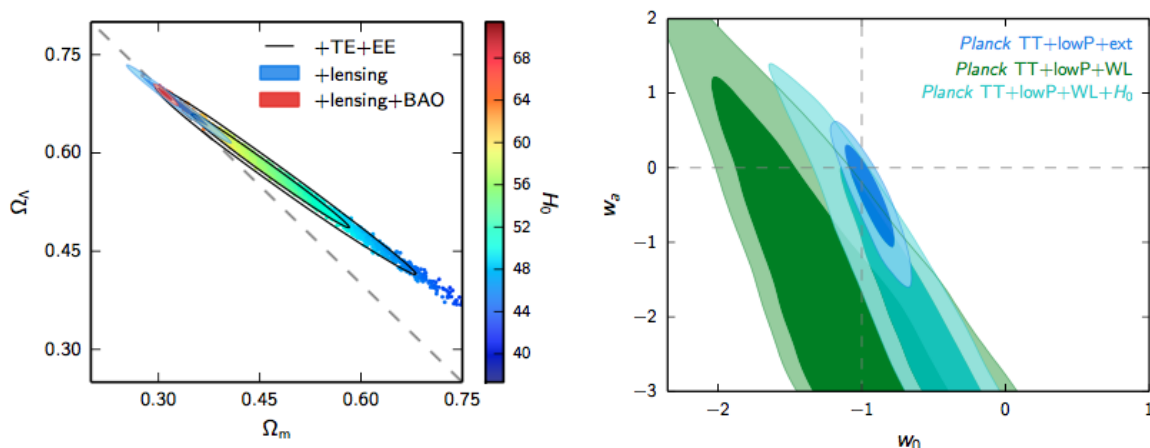 +TE+EE
+lensing
+lensing+BAO
0.75
0.60
0.45
0.30
Ω_Λ
0.30 0.45 0.60 0.75
Ω_m
68
64
60
56
52
48
44
40
H_0
Planck TT+lowP+ext
Planck TT+lowP+WL
Planck TT+lowP+WL+H_0
2
1
0
−1
−2
−3
w_a
−2 −1 0 1
w_0